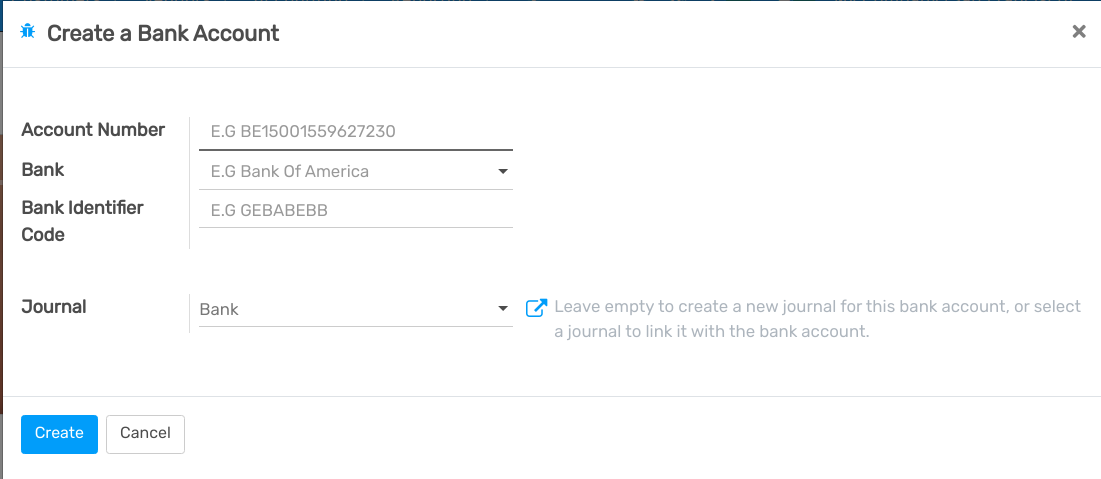 Create a Bank Account
Account Number
E.G BE15001559627230
Bank
E.G Bank Of America
Bank Identifier
Code
E.G GEBABEBB
Journal
Bank
Leave empty to create a new journal for this bank account, or select
a journal to link it with the bank account.
Create
Cancel